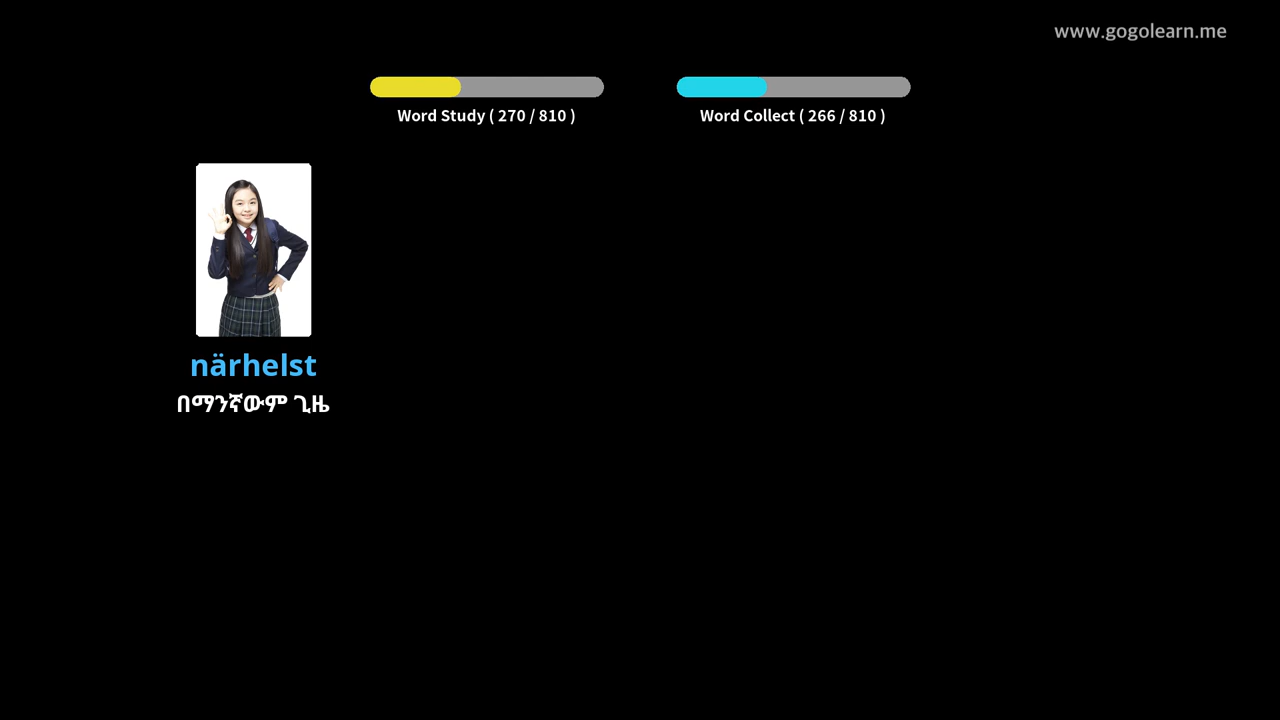 www.gogolearn.me
Word Study ( 270 / 810 )
Word Collect ( 266 / 810 )
närhelst
በማንኛውም ጊዜ